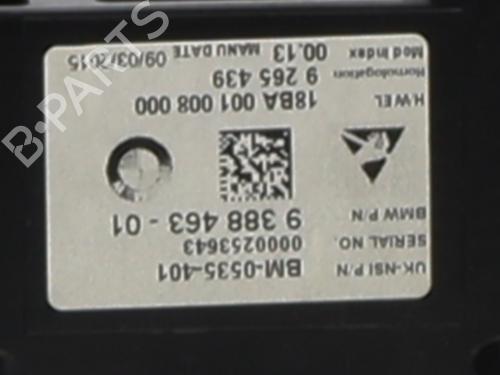 UK-NSI P/N BM-0535-401
SERIAL NO. 0000253643
BMW P/N 9 388 463 - 01
H.W.EL 18BA 001 008 000
Homologation 9 265 439
Mod Index 00.13 MANU DATE 09/03/2015
B-PARTS